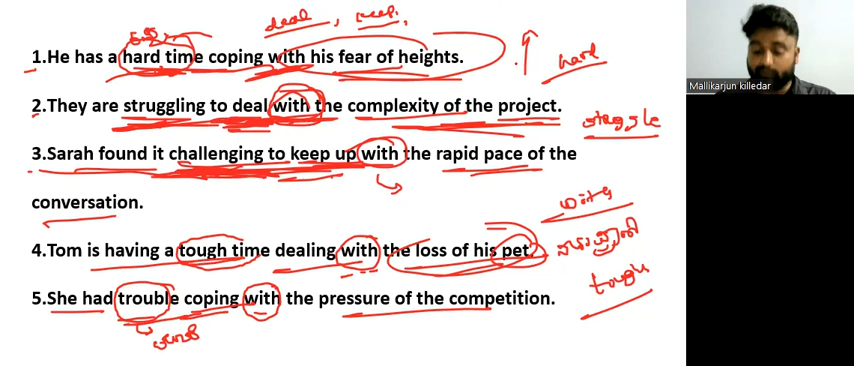 deal, keep,
1.He has a hard time coping with his fear of heights.
hard
2.They are struggling to deal with the complexity of the project.
struggle
3.Sarah found it challenging to keep up with the rapid pace of the
conversation.
with
4.Tom is having a tough time dealing with the loss of his pet.
tough
5.She had trouble coping with the pressure of the competition.
Mallikarjun killedar